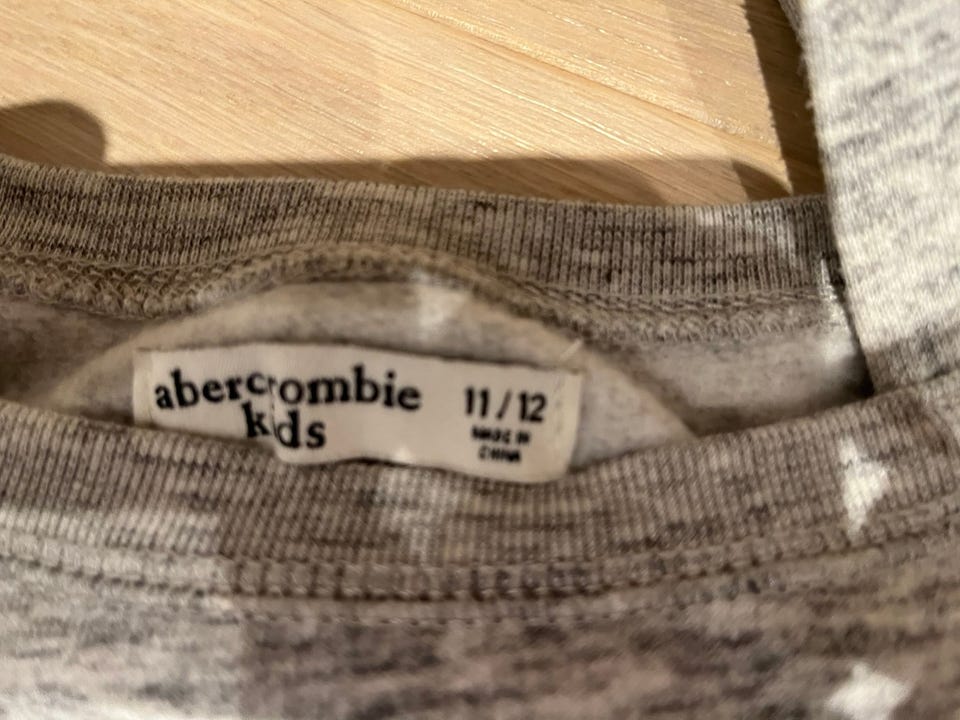 abercrombie
kids
11/12
MADE IN
CHINA